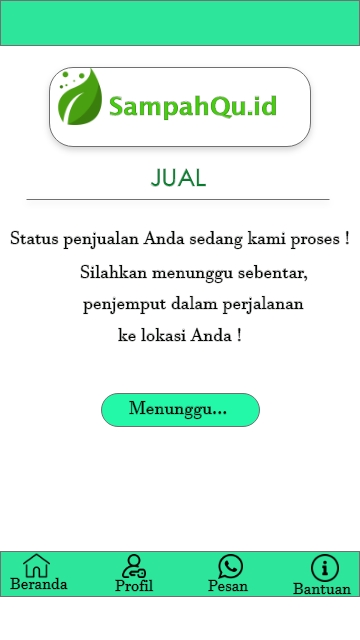 SampahQu.id
JUAL
Status penjualan Anda sedang kami proses !
Silahkan menunggu sebentar,
penjemput dalam perjalanan
ke lokasi Anda !
Menunggu...
Beranda
Profil
Pesan
Bantuan